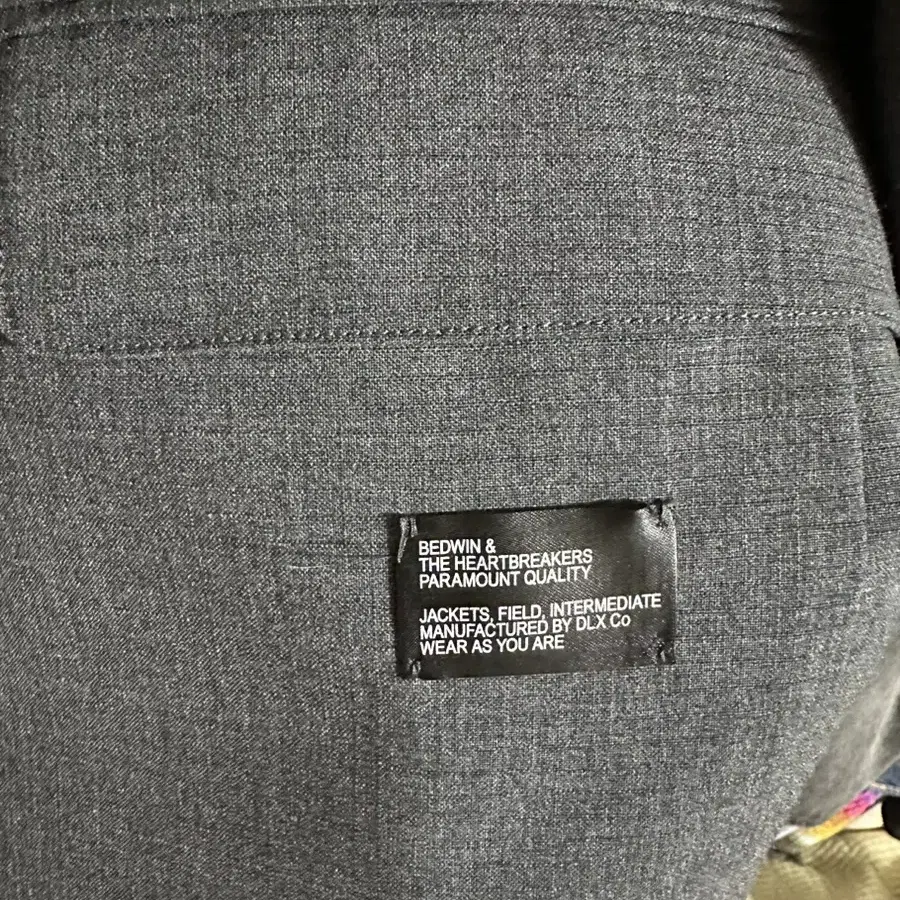 BEDWIN &
THE HEARTBREAKERS
PARAMOUNT QUALITY
JACKETS, FIELD, INTERMEDIATE
MANUFACTURED BY DLX Co
WEAR AS YOU ARE